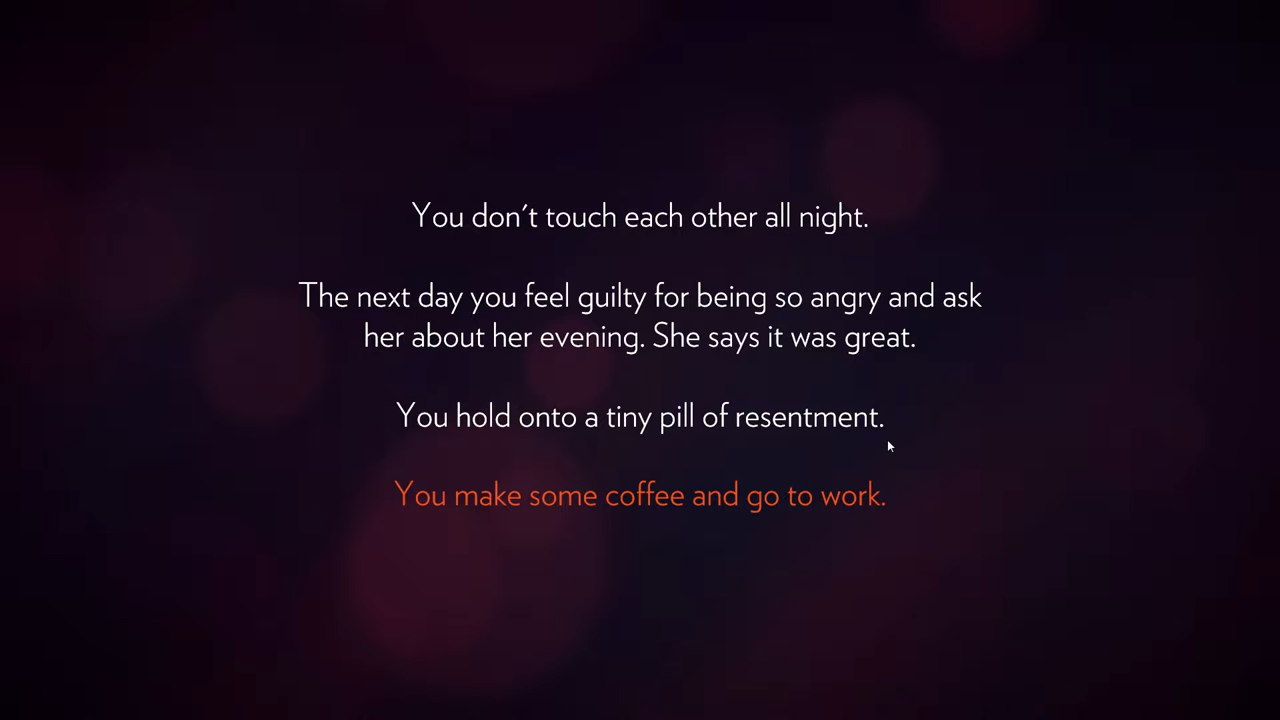 You don't touch each other all night.
The next day you feel guilty for being so angry and ask
her about her evening. She says it was great.
You hold onto a tiny pill of resentment.
You make some coffee and go to work.